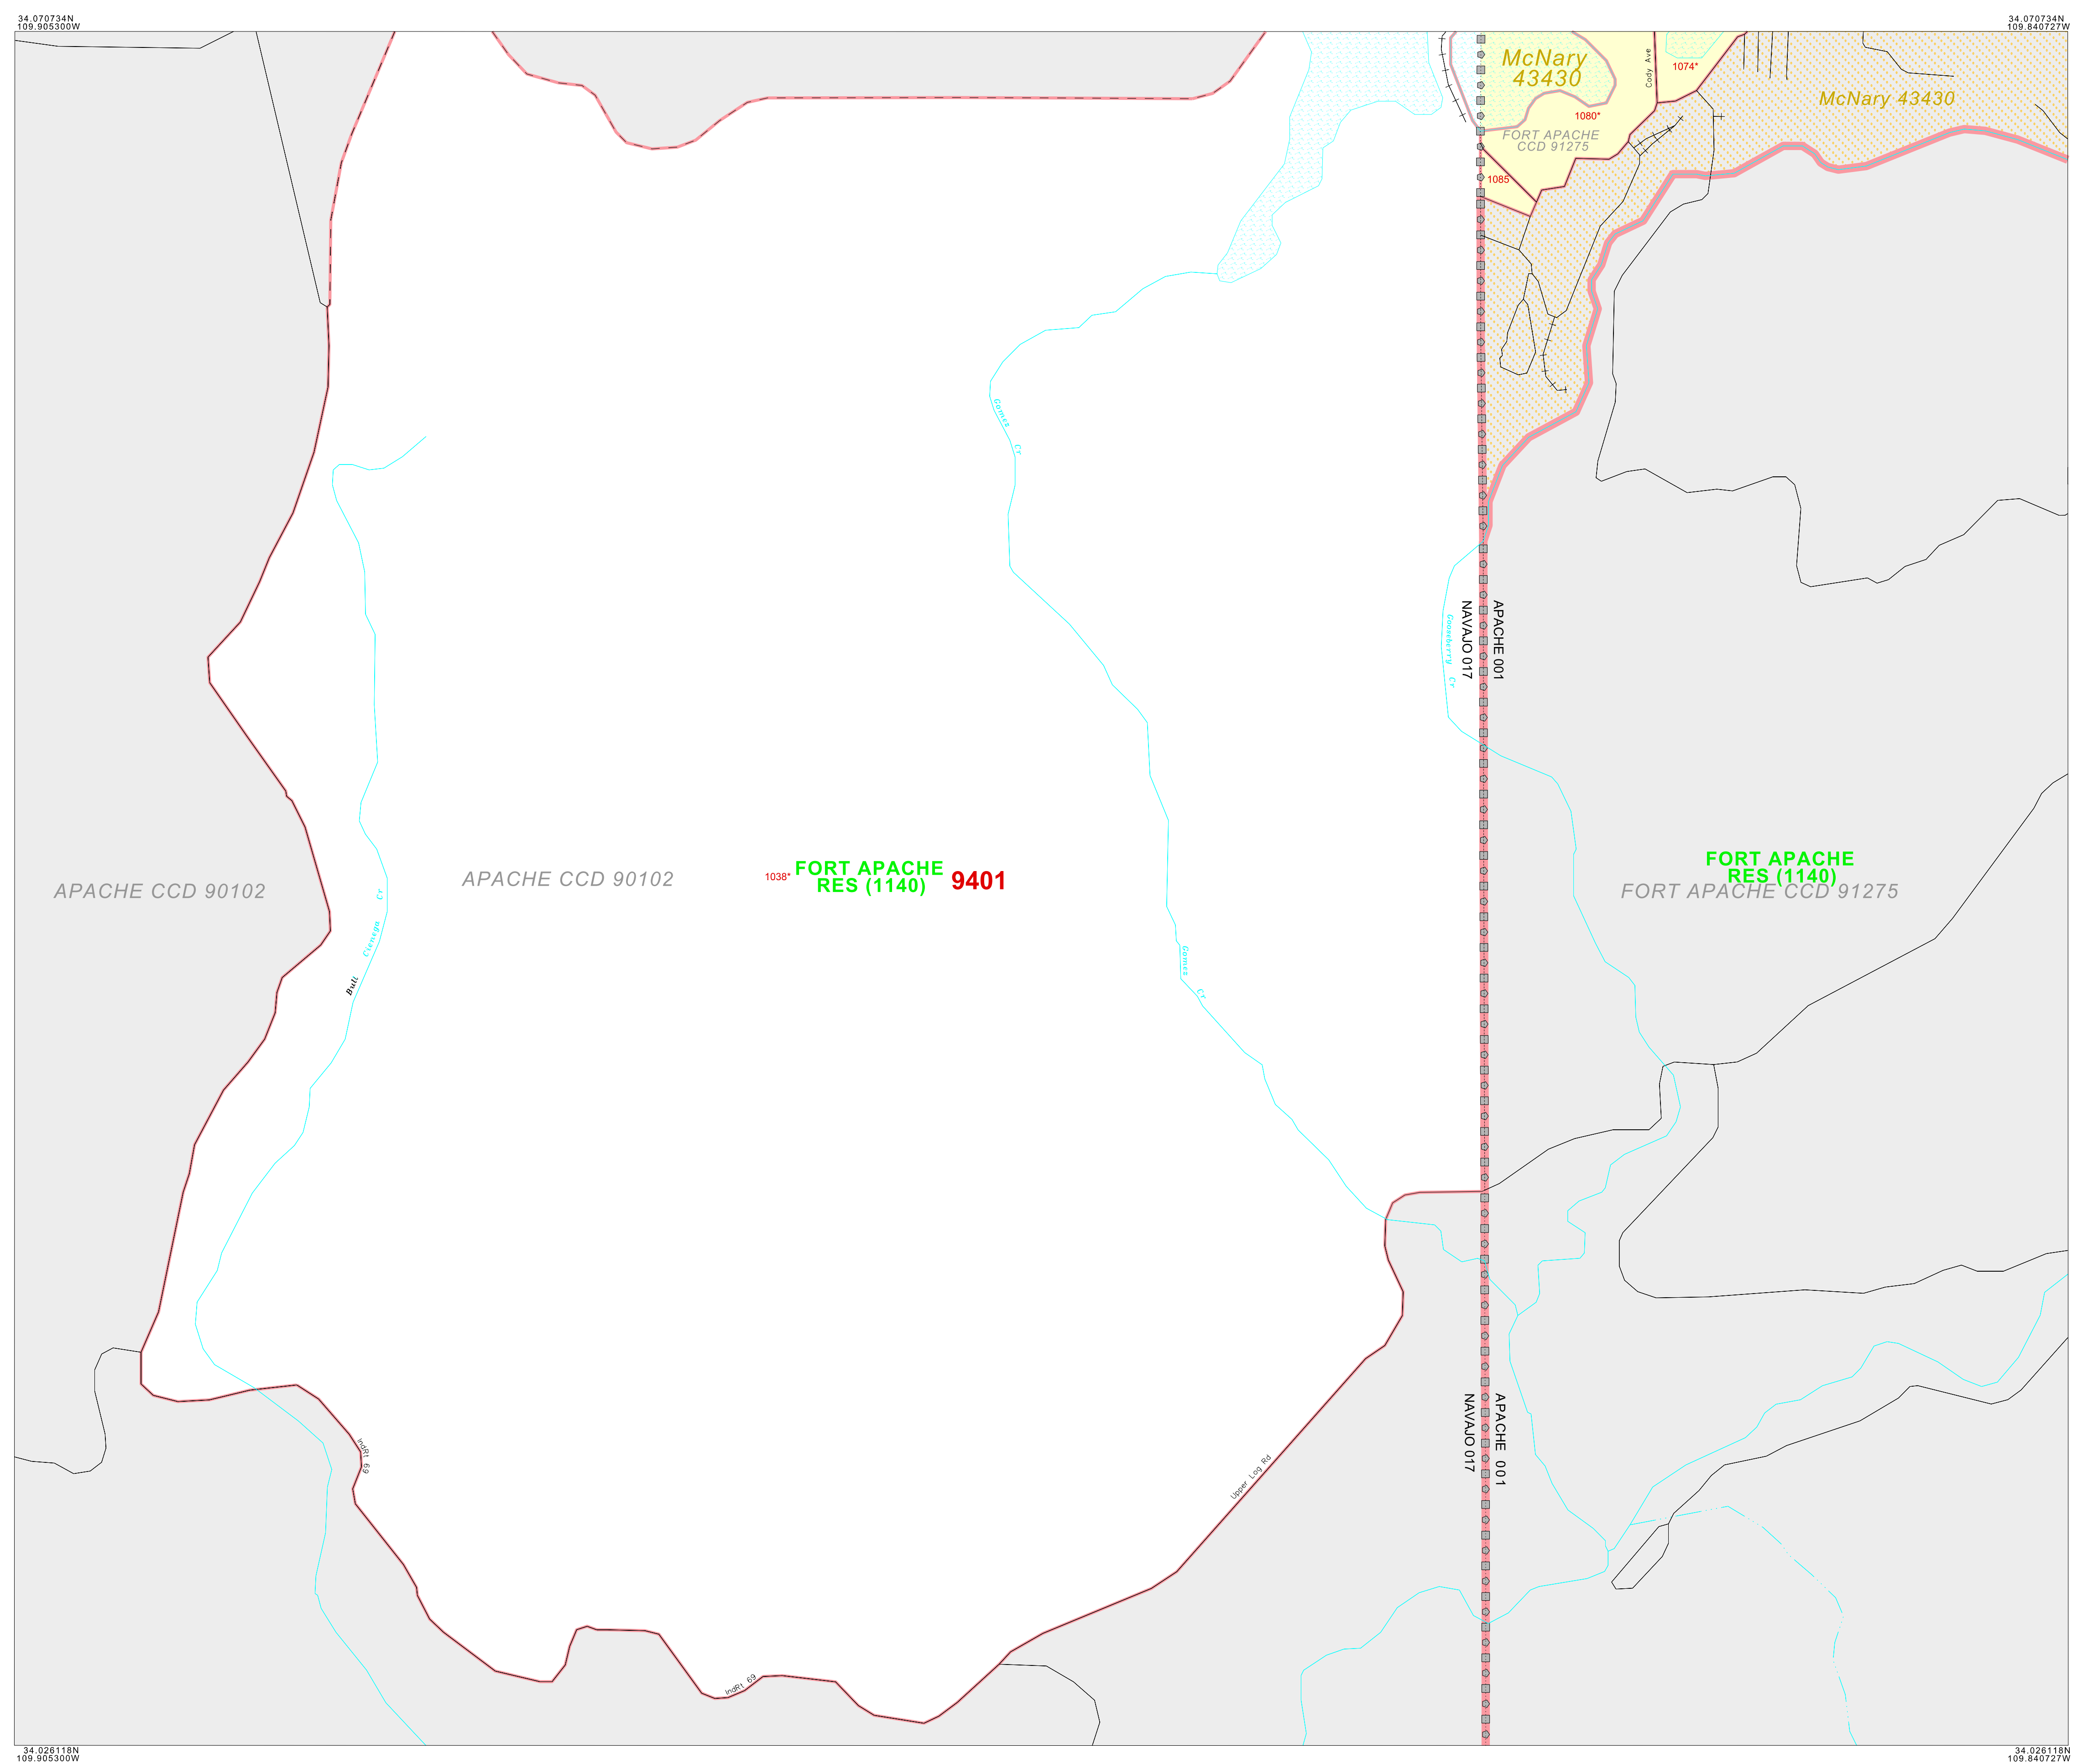 34.070734N
109.905300W
34.070734N
109.840727W
McNary
43430
Cody Ave
1074*
McNary 43430
1080*
FORT APACHE
CCD 91275
1085
Gomez Cr
APACHE 001
NAVAJO 017
Gooseberry Cr
FORT APACHE
RES (1140)
FORT APACHE CCD 91275
APACHE CCD 90102
APACHE CCD 90102
1038*
FORT APACHE
RES (1140)
9401
Bull Cienega Cr
Gomez Cr
APACHE 001
NAVAJO 017
IndRt 69
Upper Log Rd
IndRt 69
34.026118N
109.905300W
34.026118N
109.840727W